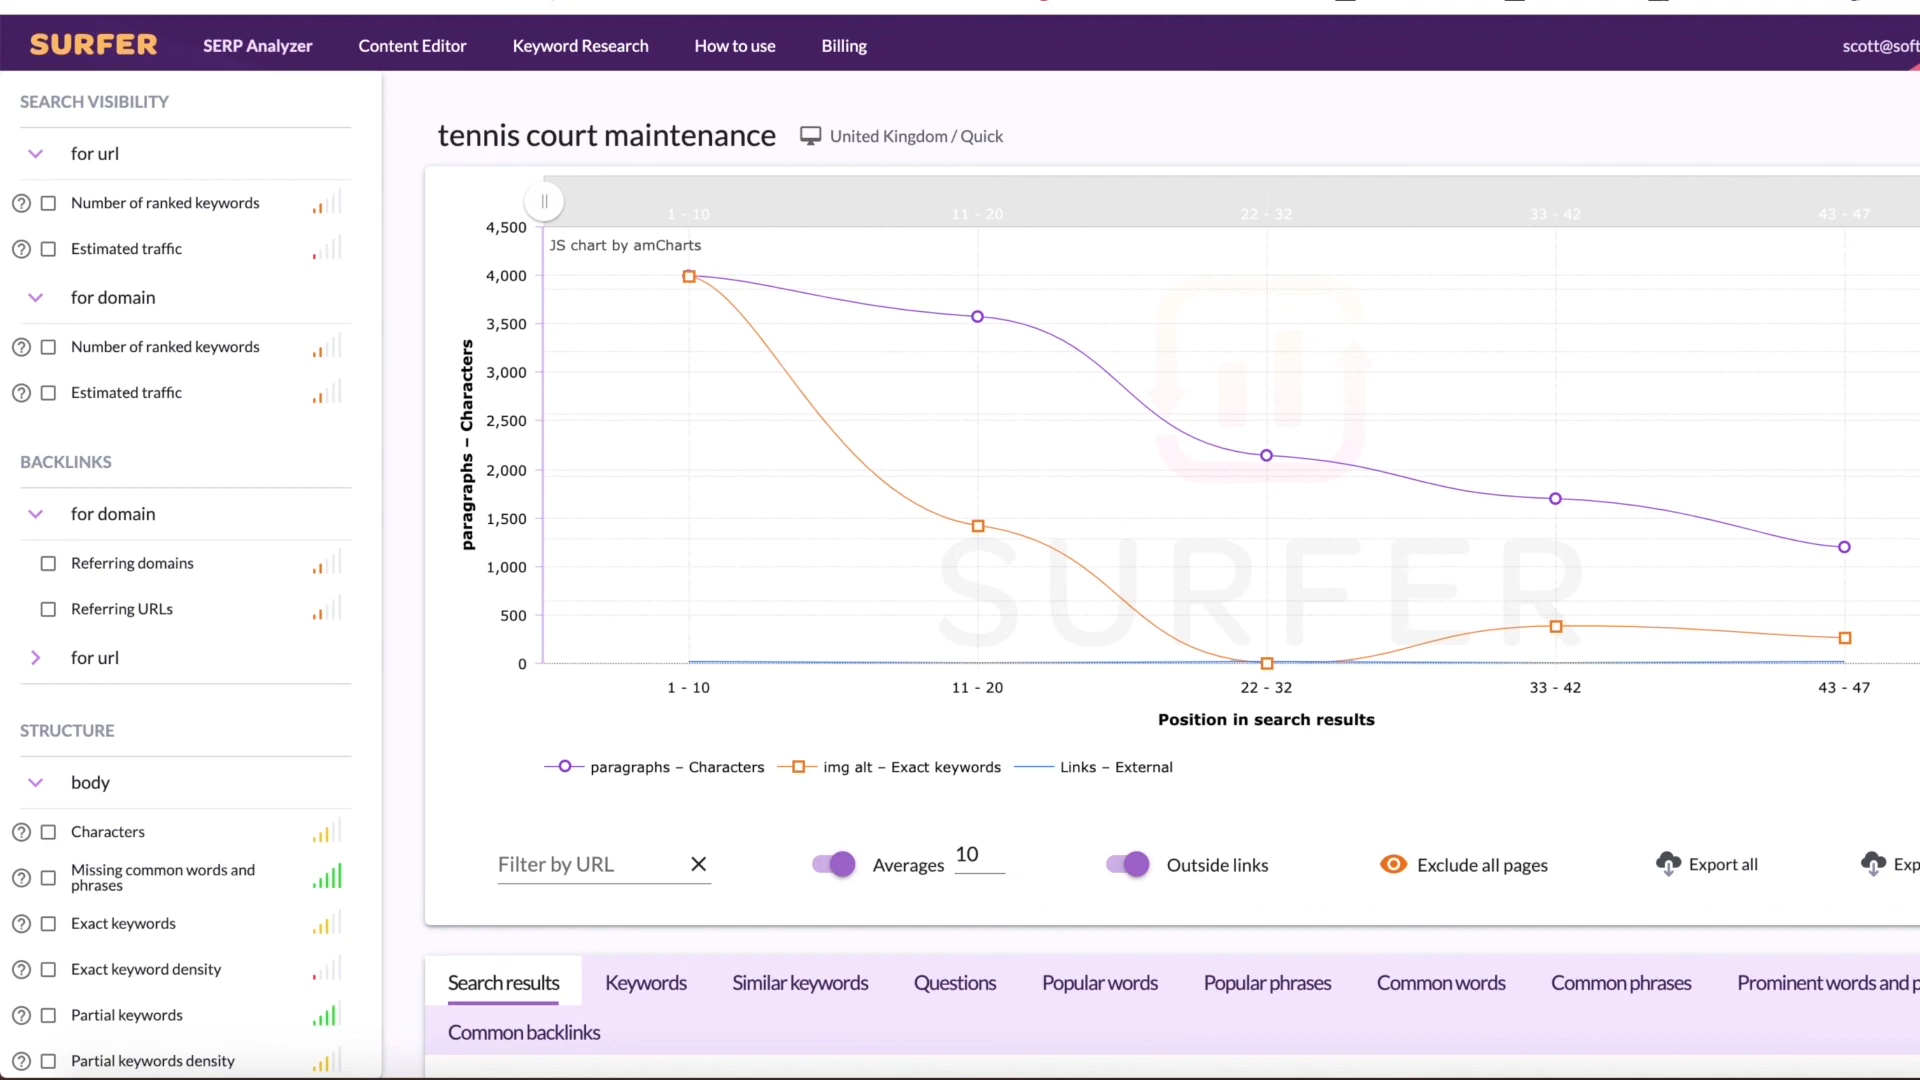 SURFER
SERP Analyzer
Content Editor
Keyword Research
How to use
Billing
scott@soft
SEARCH VISIBILITY
for url
Number of ranked keywords
Estimated traffic
for domain
Number of ranked keywords
Estimated traffic
BACKLINKS
for domain
Referring domains
Referring URLs
for url
STRUCTURE
body
Characters
Missing common words and
phrases
Exact keywords
Exact keyword density
Partial keywords
Partial keywords density
tennis court maintenance
United Kingdom / Quick
1 - 10
11 - 20
22 - 32
33 - 42
43 - 47
JS chart by amCharts
4,500
4,000
3,500
3,000
2,500
2,000
1,500
1,000
500
0
paragraphs – Characters
SURFER
1 - 10
11 - 20
22 - 32
33 - 42
43 - 47
Position in search results
paragraphs – Characters
img alt – Exact keywords
Links – External
Filter by URL
Averages
10
Outside links
Exclude all pages
Export all
Exp
Search results
Keywords
Similar keywords
Questions
Popular words
Popular phrases
Common words
Common phrases
Prominent words and p
Common backlinks